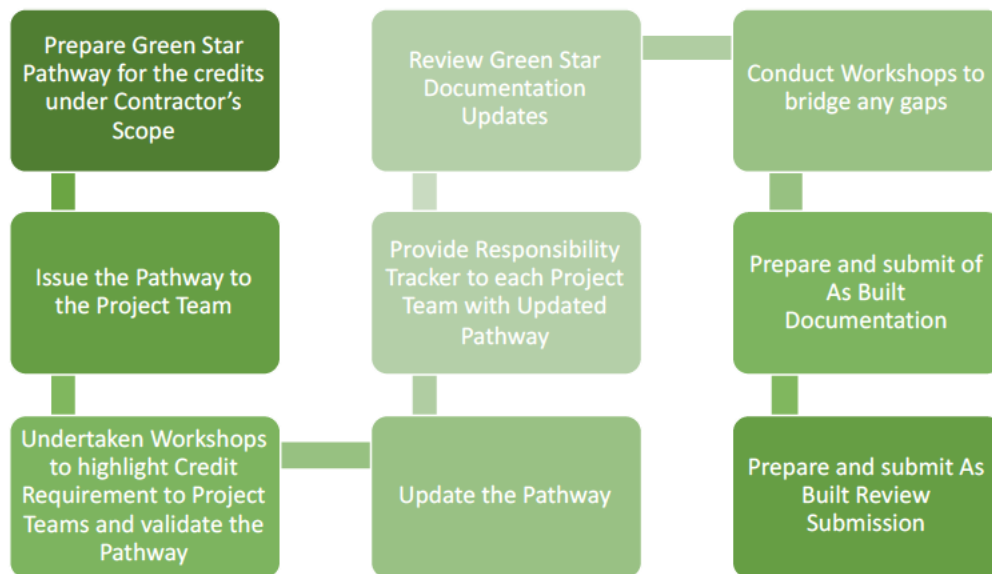 Prepare Green Star
Pathway for the credits
under Contractor's
Scope
Issue the Pathway to
the Project Team
Undertaken Workshops
to highlight Credit
Requirement to Project
Teams and validate the
Pathway
Update the Pathway
Provide Responsibility
Tracker to each Project
Team with Updated
Pathway
Review Green Star
Documentation
Updates
Conduct Workshops to
bridge any gaps
Prepare and submit of
As Built
Documentation
Prepare and submit As
Built Review
Submission